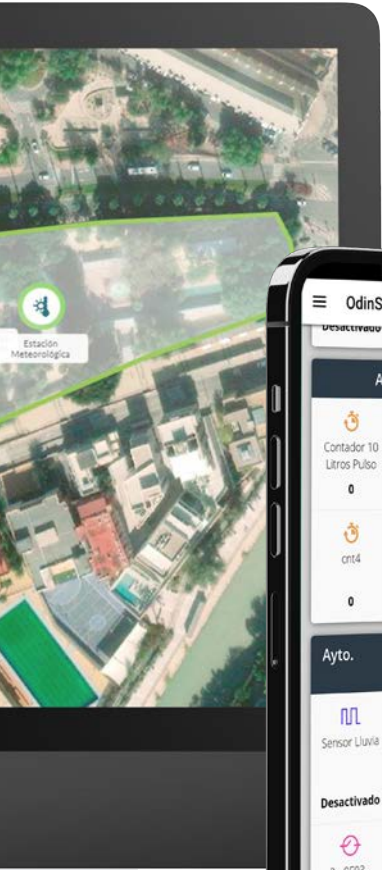 Estación
Meteorológica
OdinS
Desactivado
A
Contador 10
Litros Pulso
0
cnt4
0
Ayto.
Sensor Lluvia
Desactivado